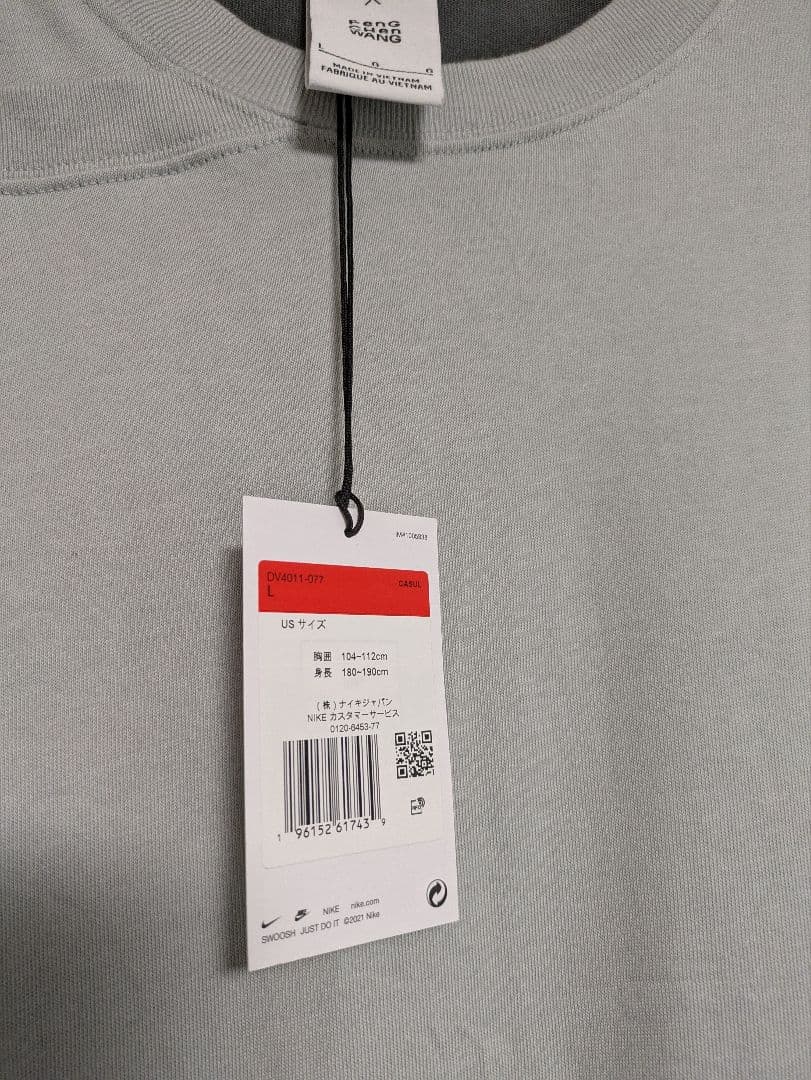 FENG
CHEN
WANG
L G G
MADE IN VIETNAM
FABRIQUE AU VIETNAM
DV4011-077
CASUL
L
US サイズ
胸囲 104~112cm
身長 180~190cm
(株)ナイキジャパン
NIKE カスタマーサービス
0120-6453-77
1 96152 61743 9
NIKE nike.com
SWOOSH JUST DO IT ©2021 Nike